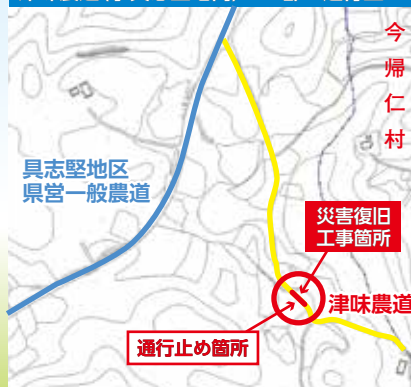 今帰仁村
具志堅地区
県営一般農道
災害復旧
工事箇所
津味農道
通行止め箇所